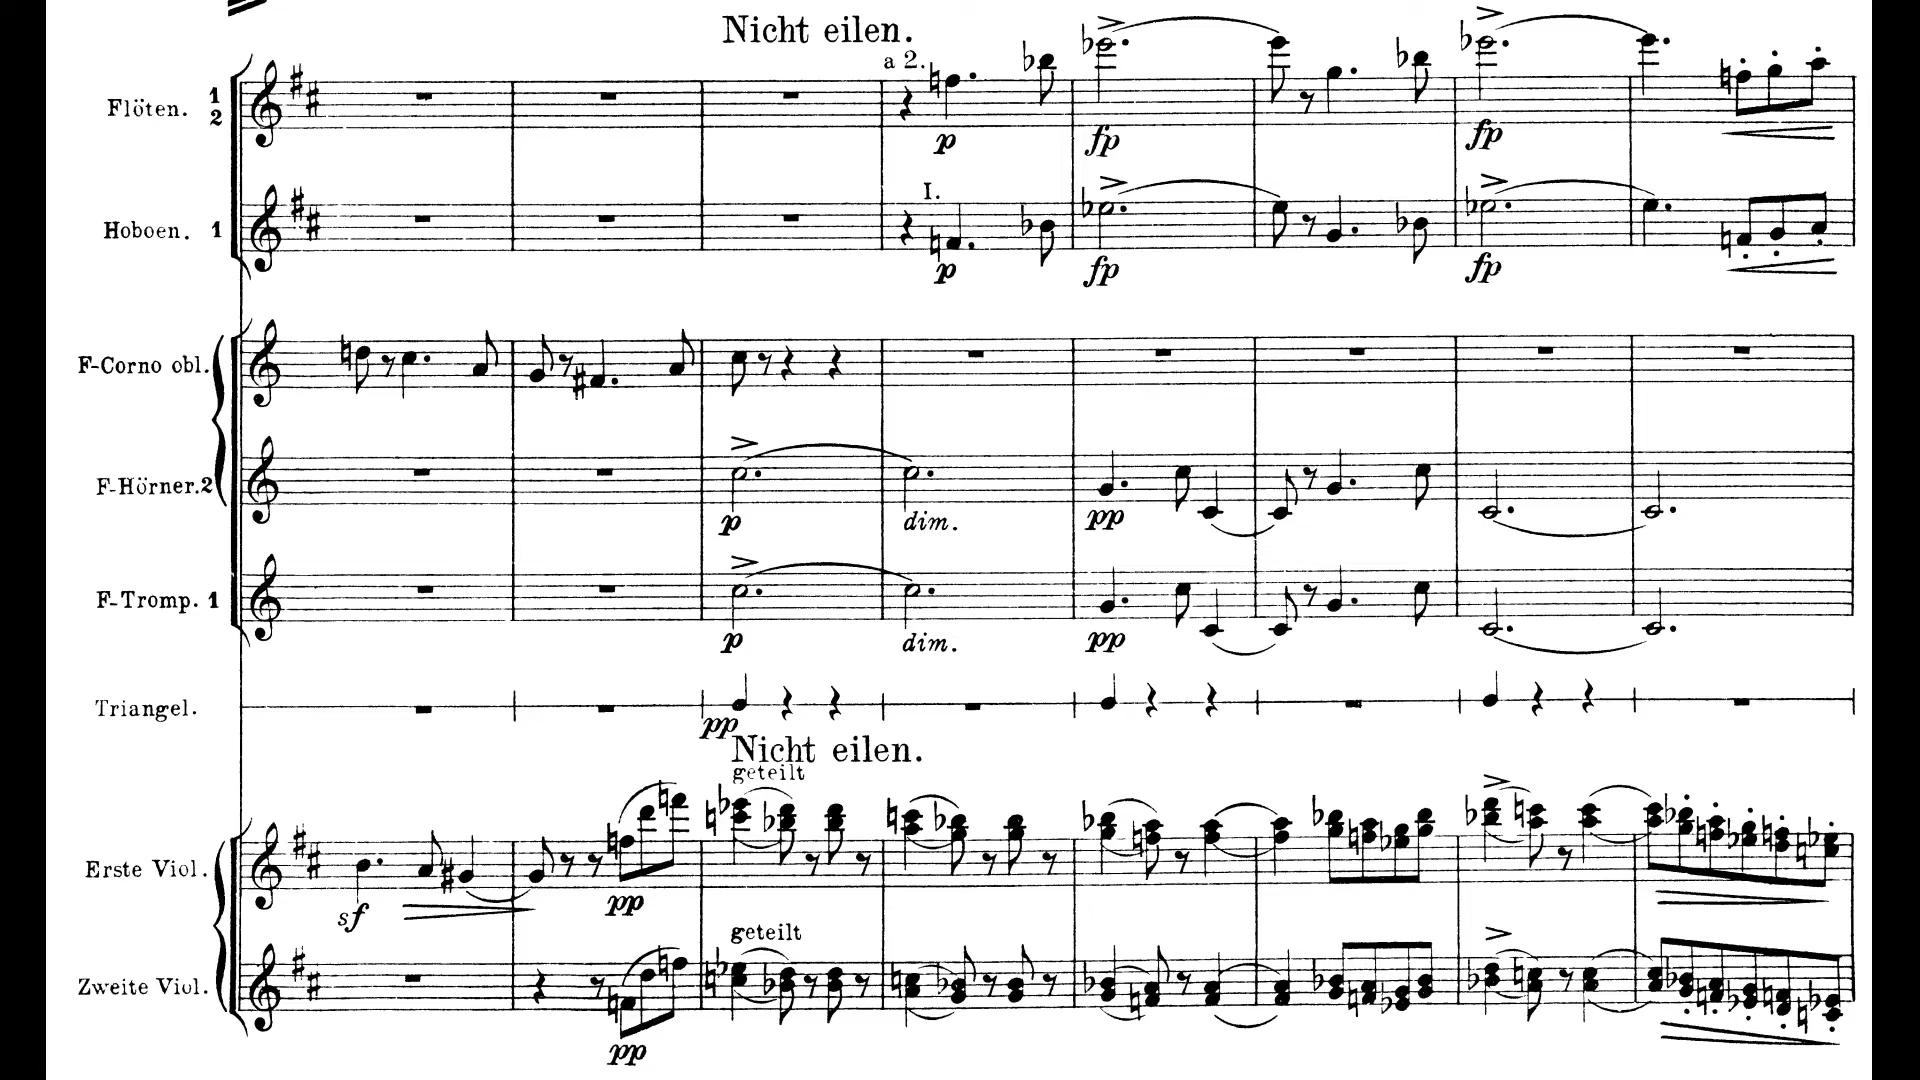 Nicht eilen.
a 2.
Flöten. 1 2
p fp fp
I.
Hoboen. 1
p fp fp
F-Corno obl.
F-Hörner. 2
p dim. pp
F-Tromp. 1
p dim. pp
Triangel.
pp
Nicht eilen.
geteilt
Erste Viol.
sf pp
geteilt
Zweite Viol.
pp